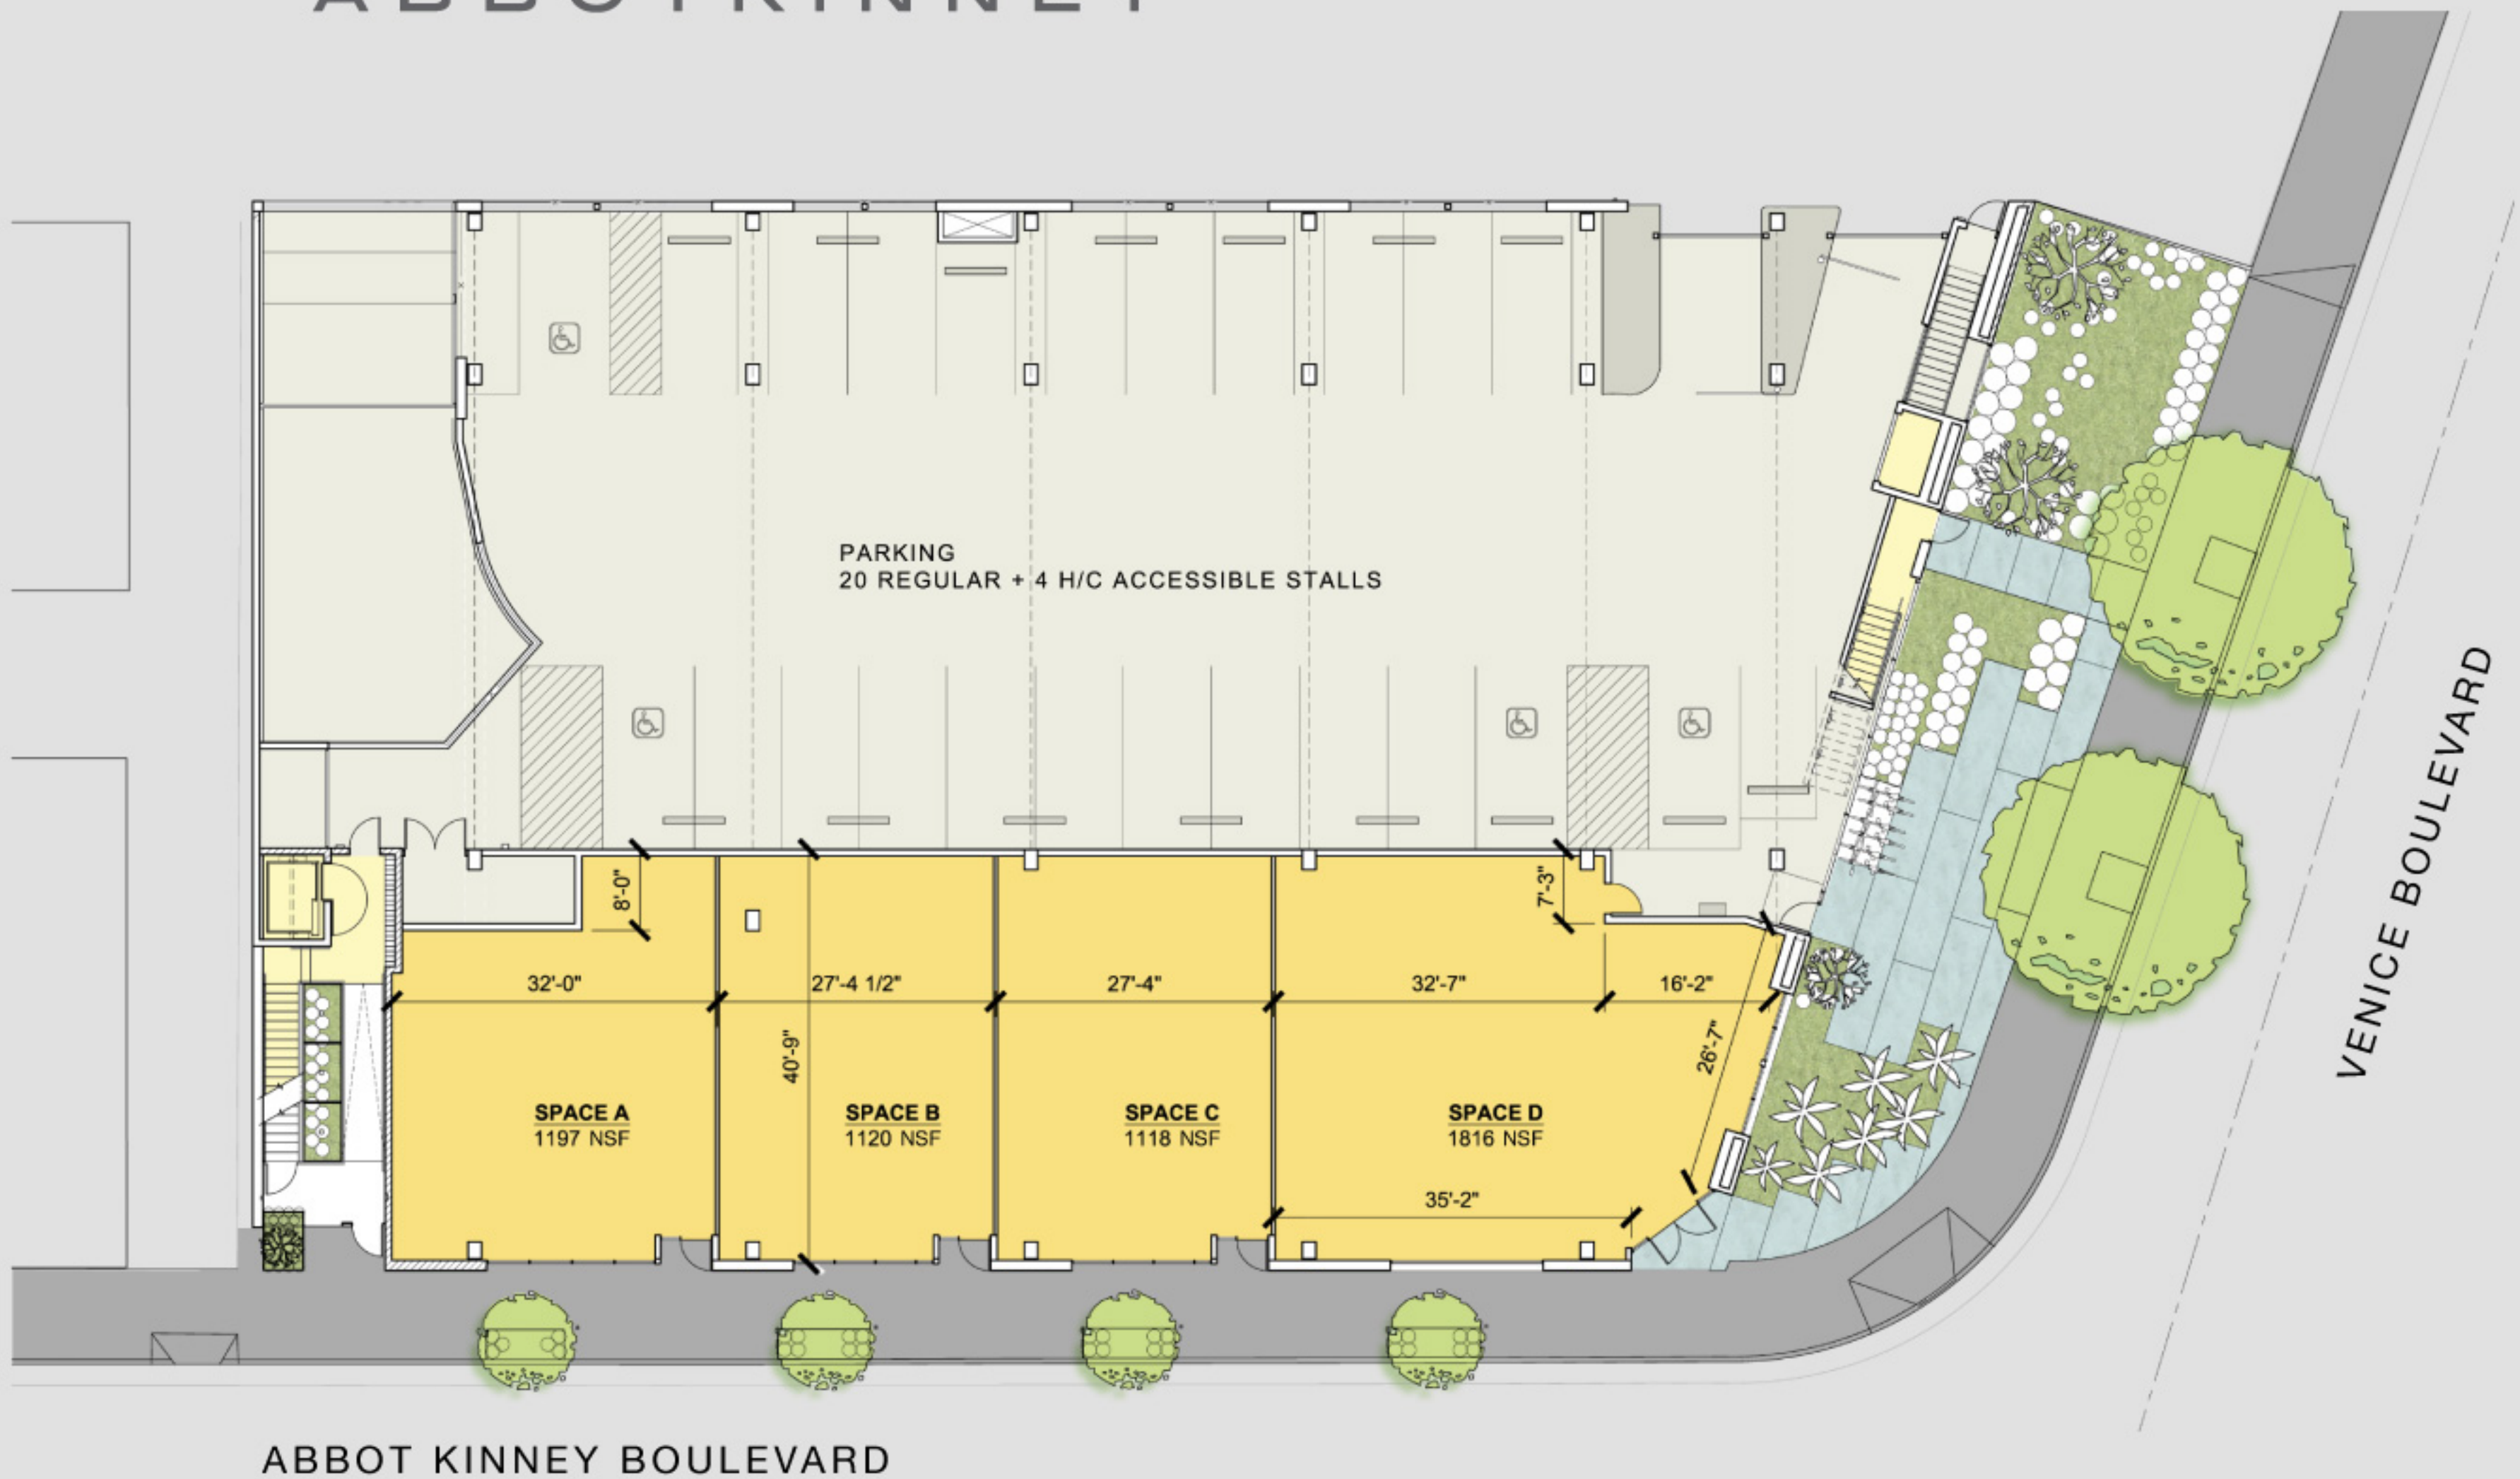 ABBOTKINNEY
PARKING
20 REGULAR + 4 H/C ACCESSIBLE STALLS
8'-0"
7'-3"
32'-0"
27'-4 1/2"
27'-4"
32'-7"
16'-2"
40'-9"
26'-7"
SPACE A
1197 NSF
SPACE B
1120 NSF
SPACE C
1118 NSF
SPACE D
1816 NSF
35'-2"
VENICE BOULEVARD
ABBOT KINNEY BOULEVARD